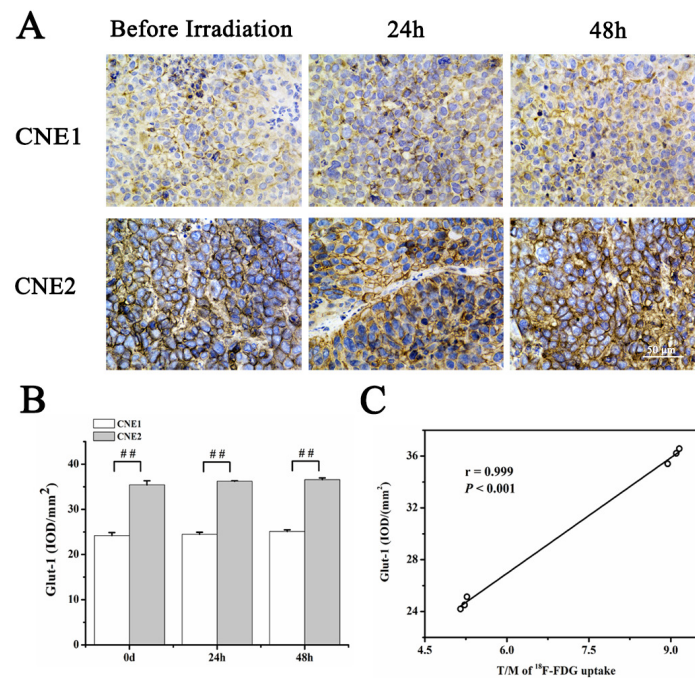 A
Before Irradiation 24h 48h
CNE1
CNE2
50 μm
B
CNE1
CNE2
## ## ##
Glut-1 (IOD/mm²)
50
40
30
20
10
0
0d 24h 48h
C
r = 0.999
P < 0.001
Glut-1 (IOD/(mm²)
36
32
28
24
4.5 6.0 7.5 9.0
T/M of ¹⁸F-FDG uptake